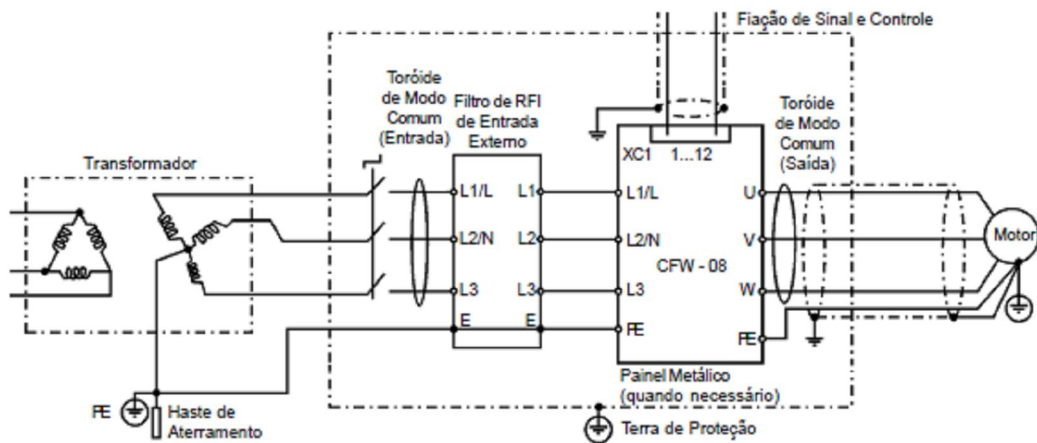 Fiação de Sinal e Controle
Toróide
de Modo
Comum
(Entrada)
Filtro de RFI
de Entrada
Externo
Toróide
de Modo
Comum
(Saída)
Transformador
XC1 1...12
L1/L L1 L1/L U
L2/N L2 L2/N V
CFW - 08
Motor
L3 L3 L3 W
E E PE
PE
Painel Metálico
(quando necessário)
PE
Haste de
Aterramento
Terra de Proteção